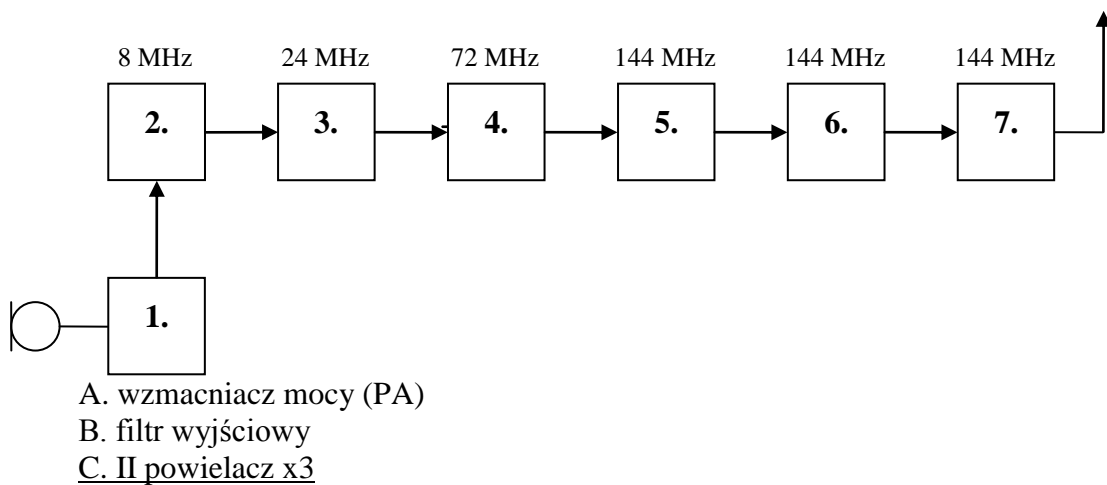 8 MHz 24 MHz 72 MHz 144 MHz 144 MHz 144 MHz
2. 3. 4. 5. 6. 7.
1.
A. wzmacniacz mocy (PA)
B. filtr wyjściowy
C. II powielacz x3